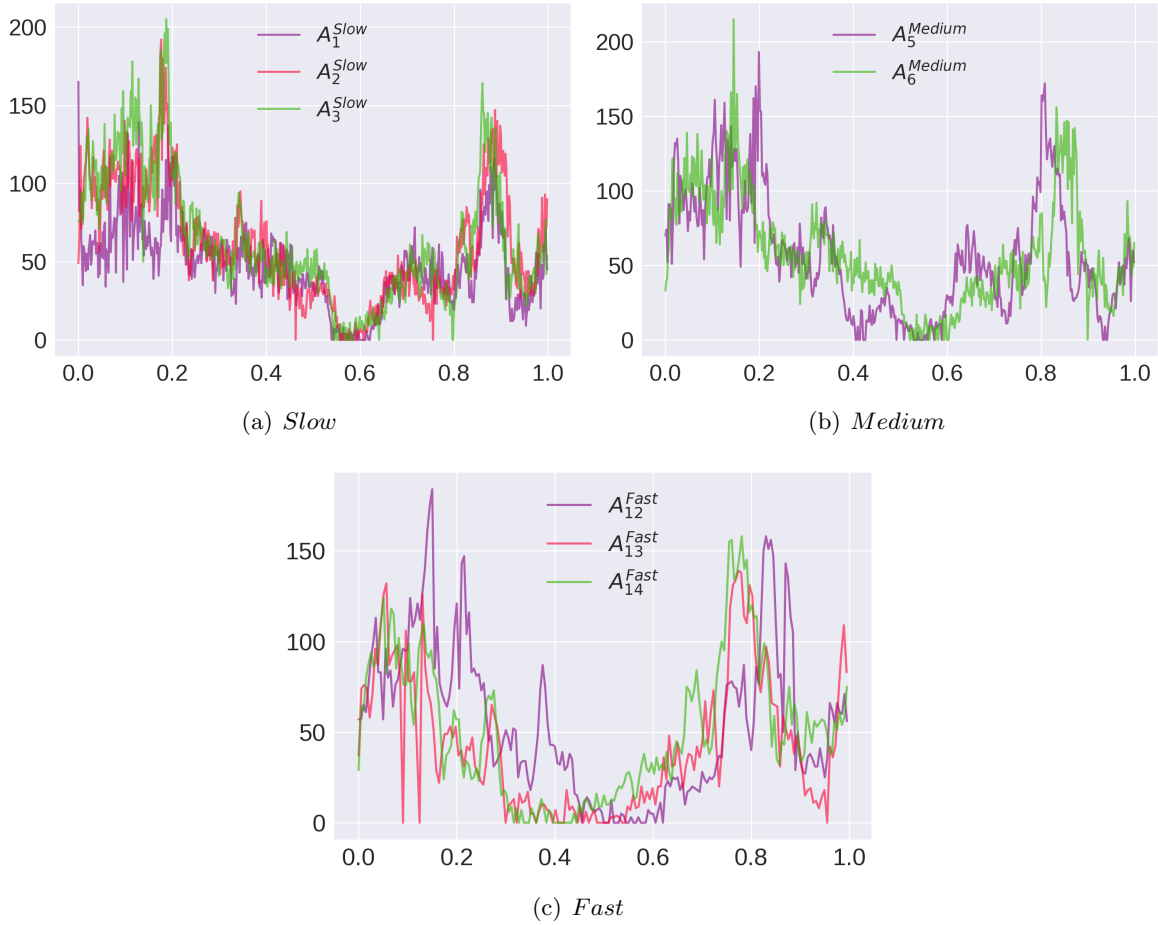 A_1^{Slow}
A_2^{Slow}
A_3^{Slow}
200
150
100
50
0
0.0 0.2 0.4 0.6 0.8 1.0
(a) Slow
A_5^{Medium}
A_6^{Medium}
200
150
100
50
0
0.0 0.2 0.4 0.6 0.8 1.0
(b) Medium
A_{12}^{Fast}
A_{13}^{Fast}
A_{14}^{Fast}
150
100
50
0
0.0 0.2 0.4 0.6 0.8 1.0
(c) Fast